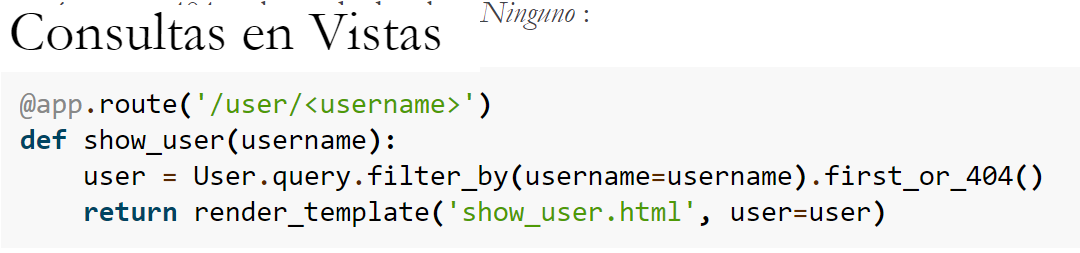 Ninguno :
Consultas en Vistas
@app.route('/user/<username>')
def show_user(username):
    user = User.query.filter_by(username=username).first_or_404()
    return render_template('show_user.html', user=user)